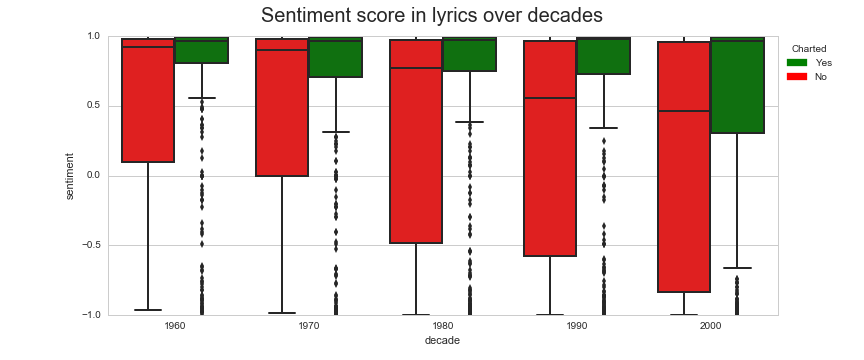 Sentiment score in lyrics over decades
Charted
Yes
No
sentiment
1.0
0.5
0.0
−0.5
−1.0
1960 1970 1980 1990 2000
decade